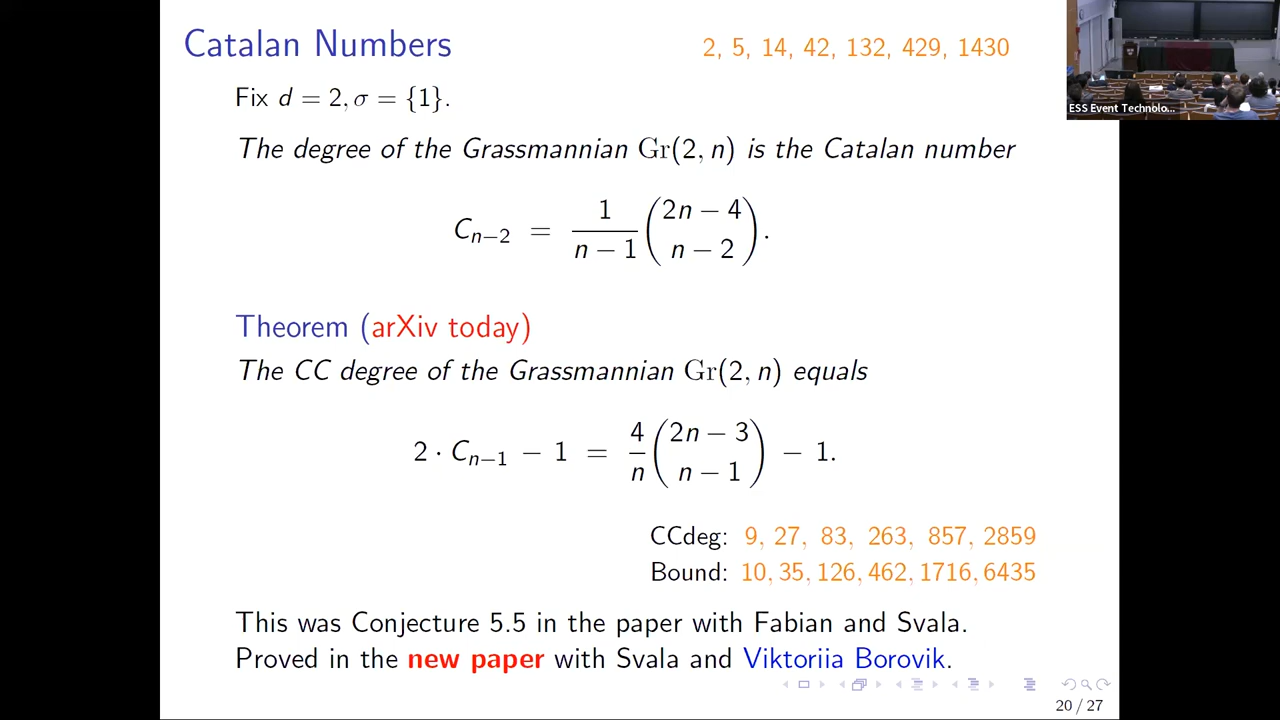 Catalan Numbers
2, 5, 14, 42, 132, 429, 1430
ESS Event Technolo...
Fix d = 2, σ = {1}.
The degree of the Grassmannian Gr(2, n) is the Catalan number
C_{n−2} = \frac{1}{n − 1} \binom{2n − 4}{n − 2}.
Theorem (arXiv today)
The CC degree of the Grassmannian Gr(2, n) equals
2 · C_{n−1} − 1 = \frac{4}{n} \binom{2n − 3}{n − 1} − 1.
CCdeg: 9, 27, 83, 263, 857, 2859
Bound: 10, 35, 126, 462, 1716, 6435
This was Conjecture 5.5 in the paper with Fabian and Svala.
Proved in the new paper with Svala and Viktoriia Borovik.
20 / 27